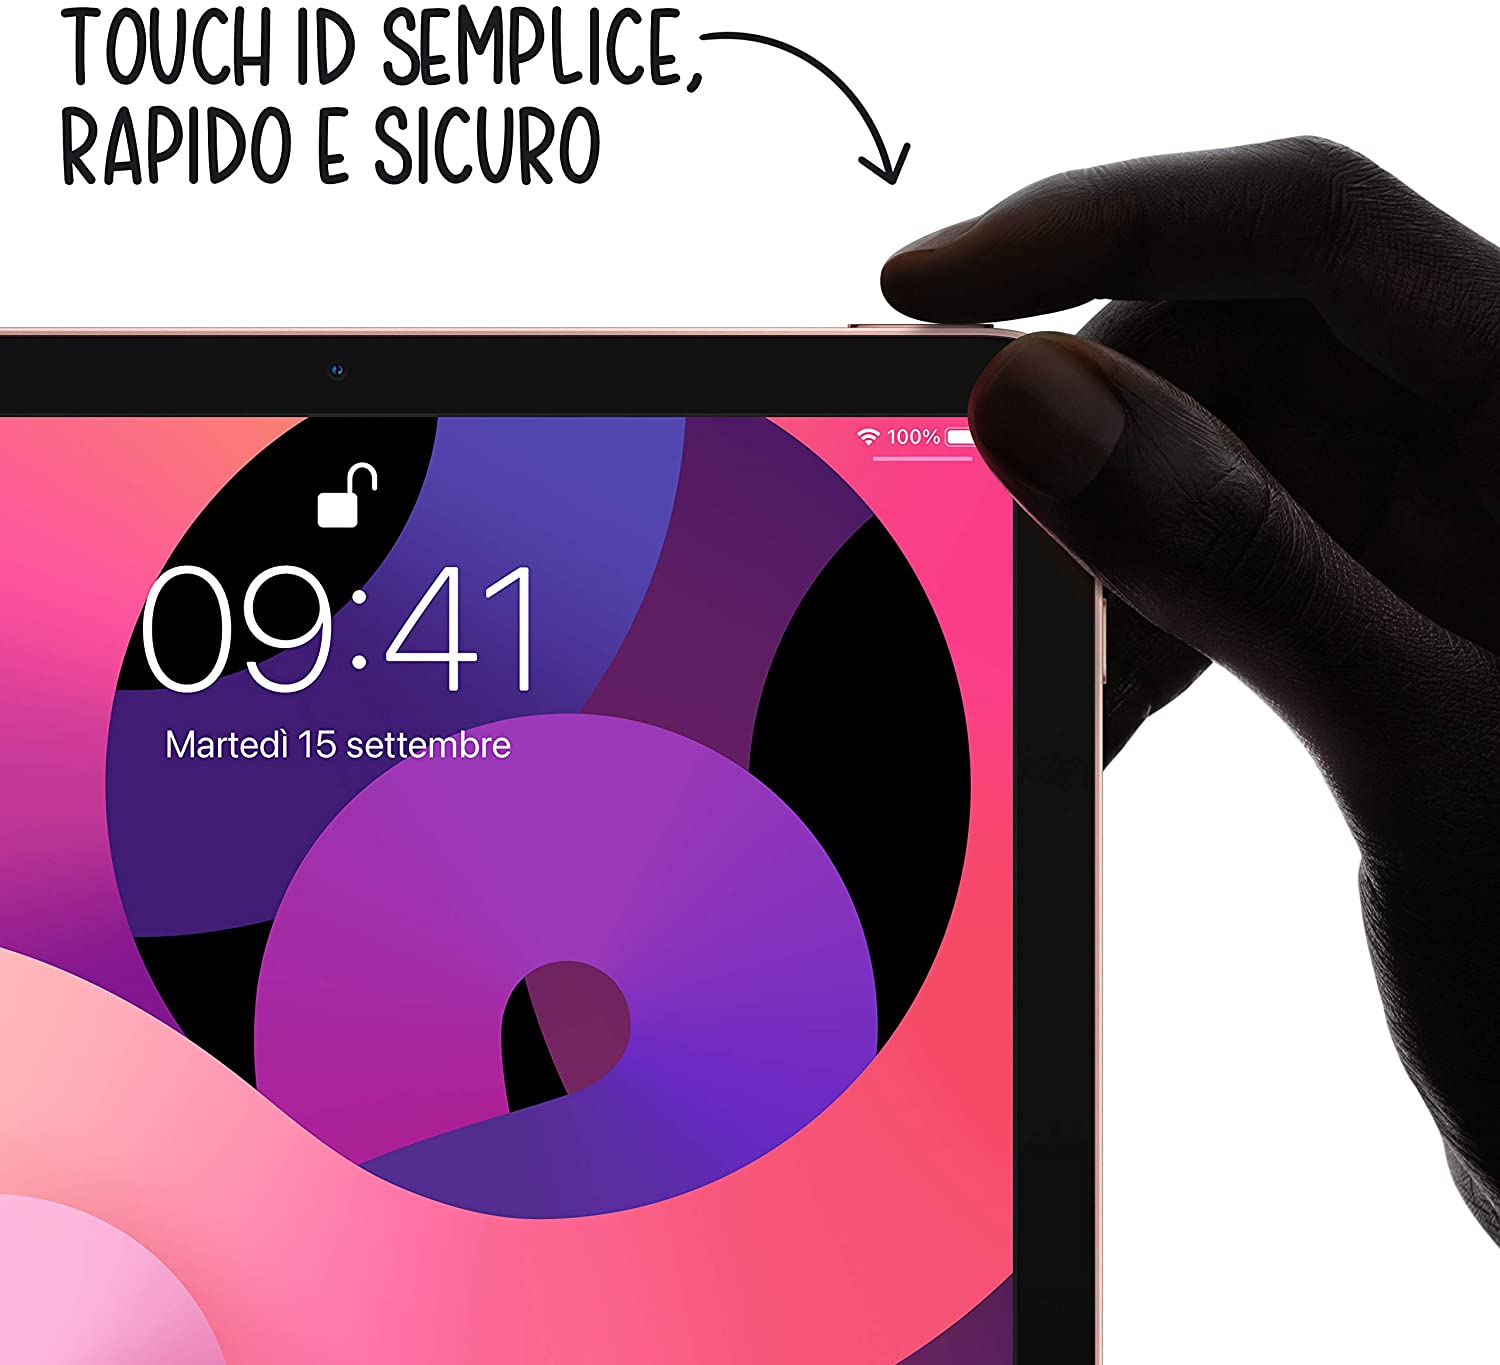 TOUCH ID SEMPLICE,
RAPIDO E SICURO
100%
09:41
Martedì 15 settembre